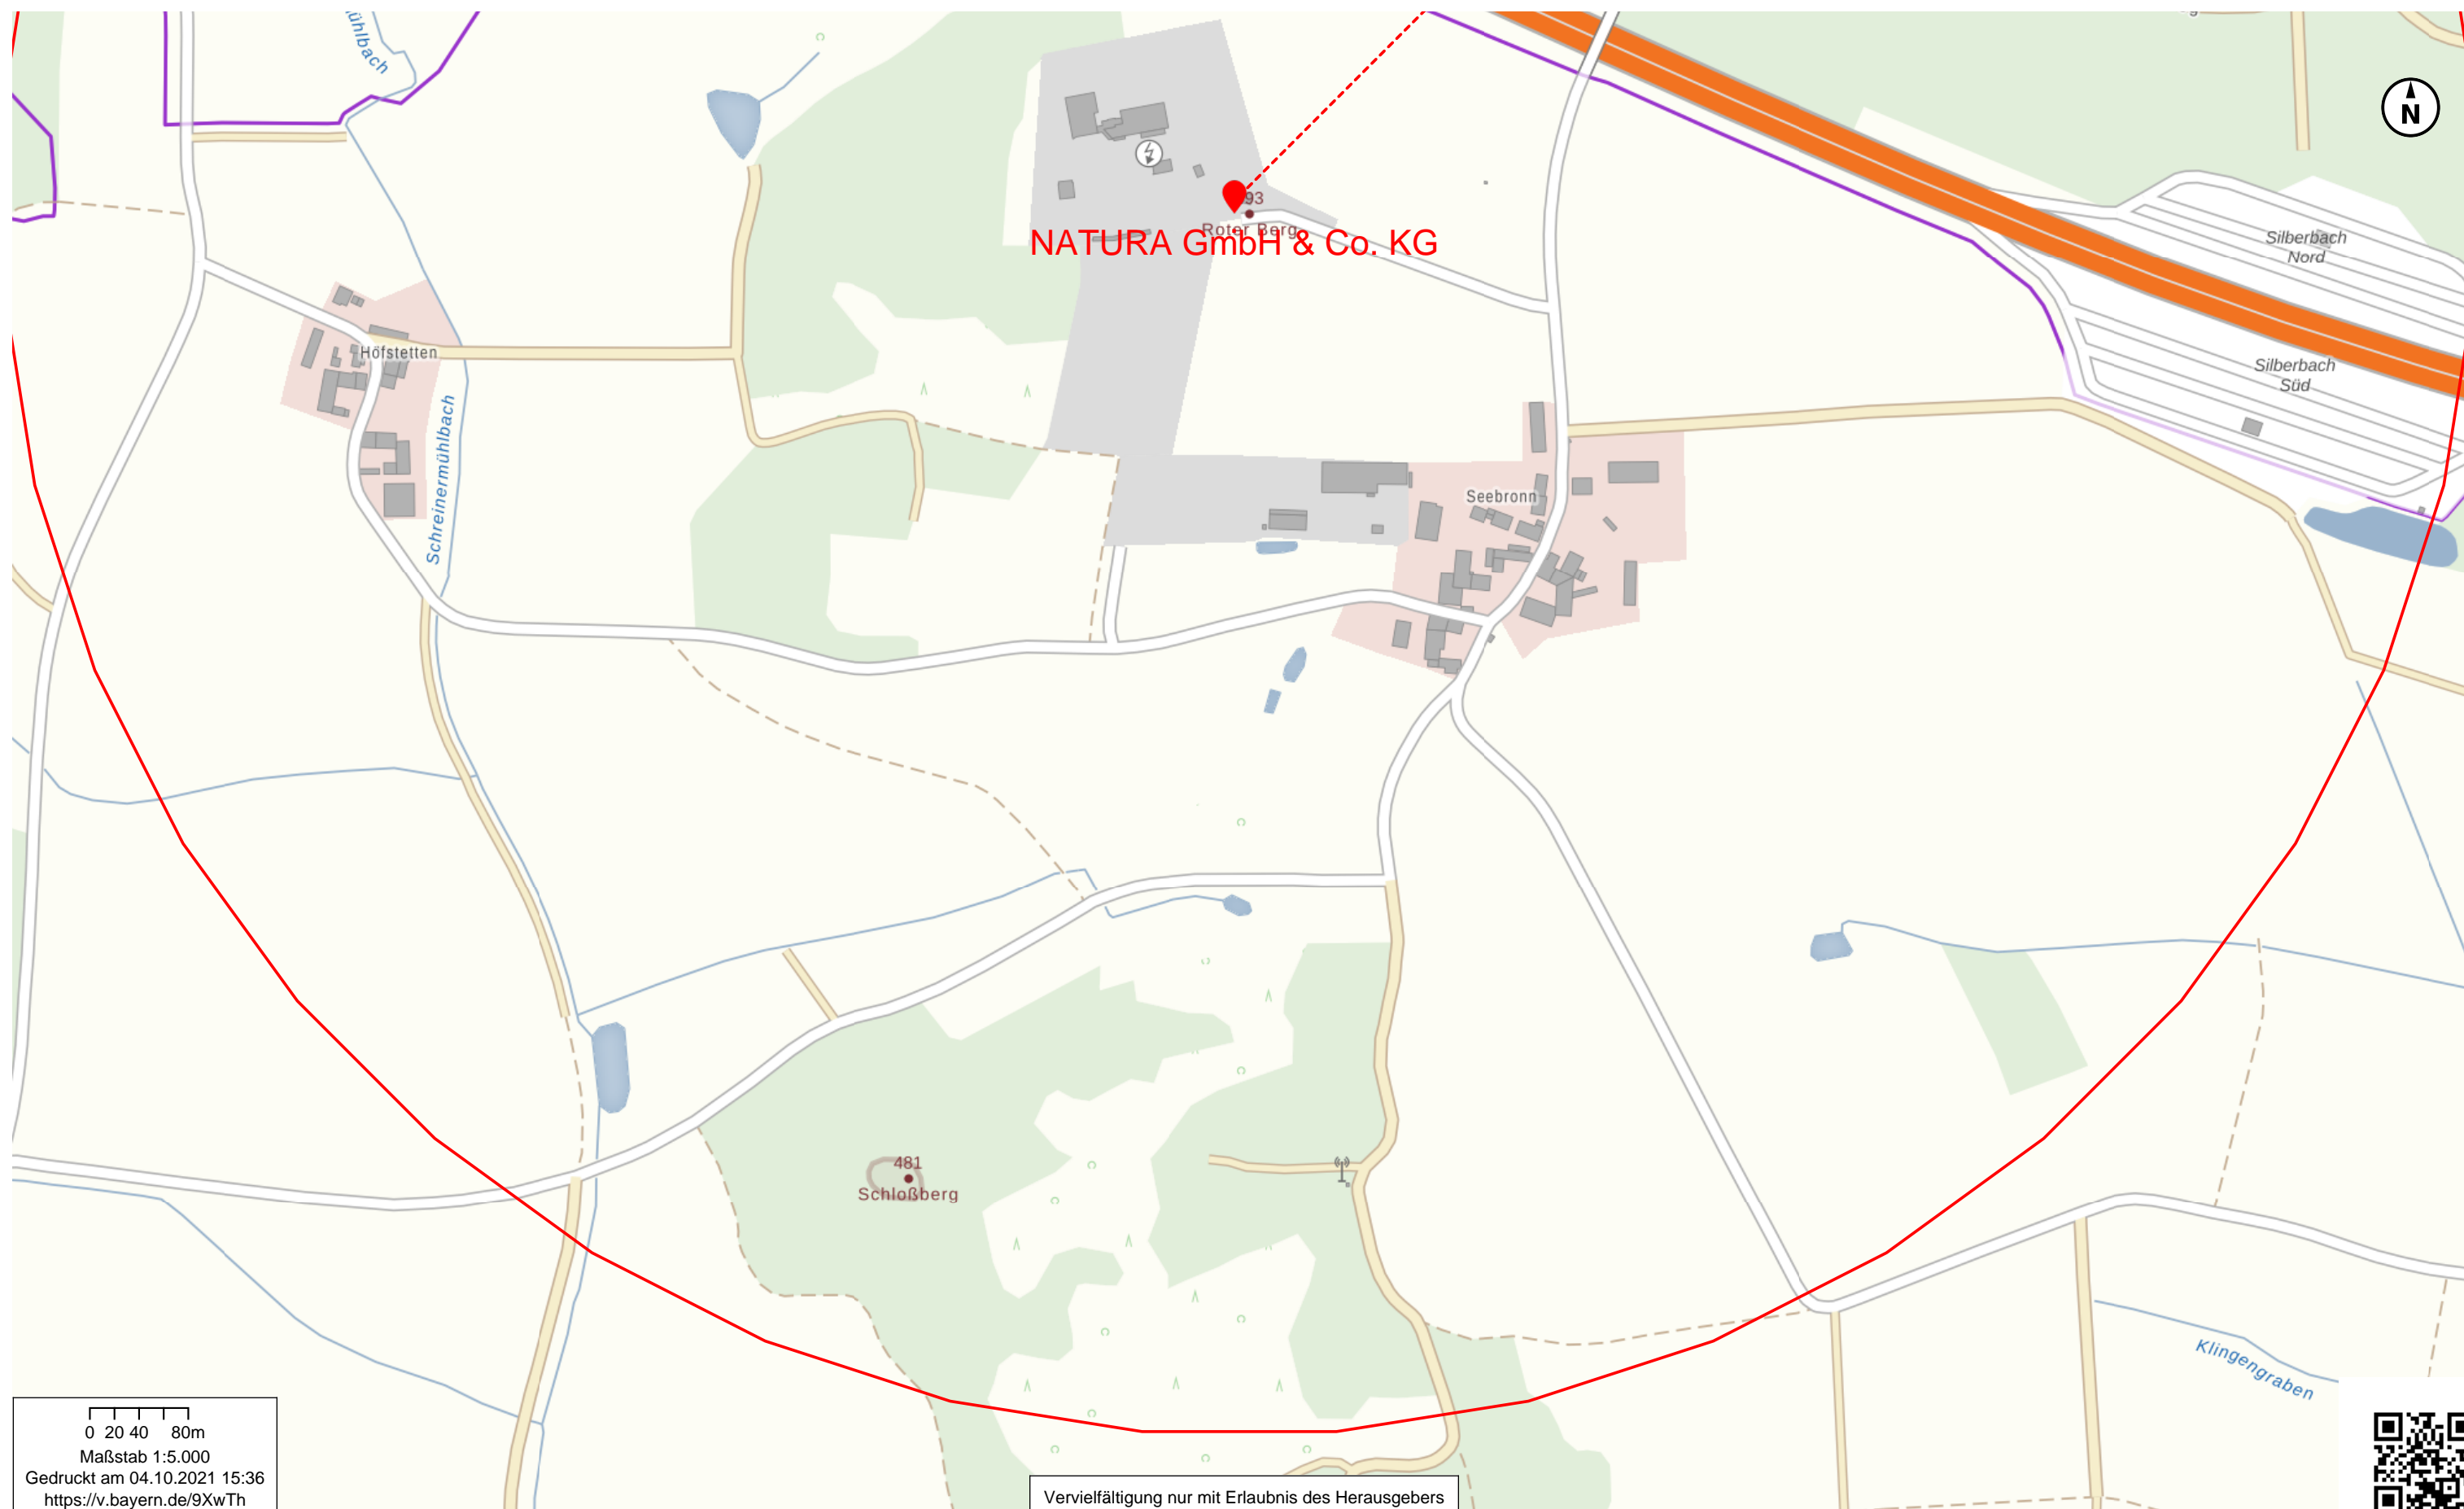 ühlbach
N
93
Roter Berg
NATURA GmbH & Co. KG
Silberbach
Nord
Silberbach
Süd
Höfstetten
Schreinermühlbach
Seebronn
481
Schloßberg
Klingengraben
0 20 40 80m
Maßstab 1:5.000
Gedruckt am 04.10.2021 15:36
https://v.bayern.de/9XwTh
Vervielfältigung nur mit Erlaubnis des Herausgebers